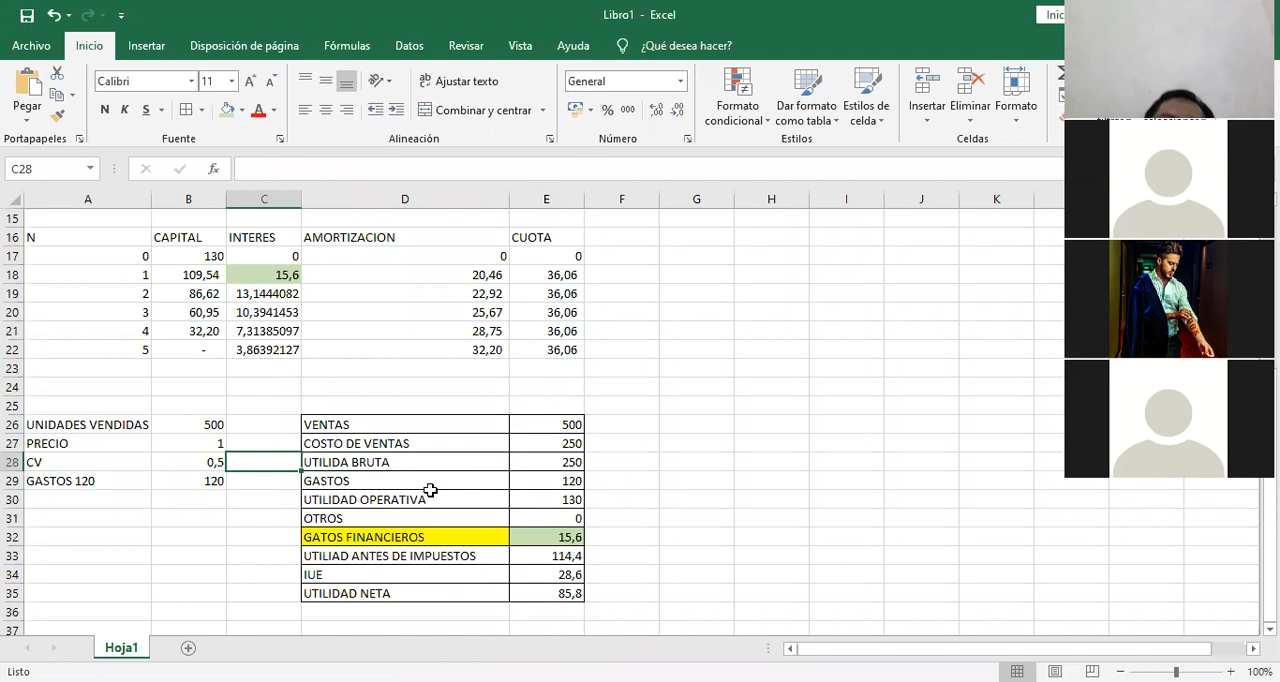 Libro1 - Excel
Inic
Archivo Inicio Insertar Disposición de página Fórmulas Datos Revisar Vista Ayuda ¿Qué desea hacer?
Pegar
Calibri 11
N K S
Ajustar texto
Combinar y centrar
General
% 000
Formato condicional
Dar formato como tabla
Estilos de celda
Insertar Eliminar Formato
Portapapeles Fuente Alineación Número Estilos Celdas
C28 fx
A B C D E F G H I J K
15
16 N CAPITAL INTERES AMORTIZACION CUOTA
17 0 130 0 0 0
18 1 109,54 15,6 20,46 36,06
19 2 86,62 13,1444082 22,92 36,06
20 3 60,95 10,3941453 25,67 36,06
21 4 32,20 7,31385097 28,75 36,06
22 5 - 3,86392127 32,20 36,06
23
24
25
26 UNIDADES VENDIDAS 500 VENTAS 500
27 PRECIO 1 COSTO DE VENTAS 250
28 CV 0,5 UTILIDA BRUTA 250
29 GASTOS 120 120 GASTOS 120
30 UTILIDAD OPERATIVA 130
31 OTROS 0
32 GATOS FINANCIEROS 15,6
33 UTILIAD ANTES DE IMPUESTOS 114,4
34 IUE 28,6
35 UTILIDAD NETA 85,8
36
37
Hoja1
Listo 100%